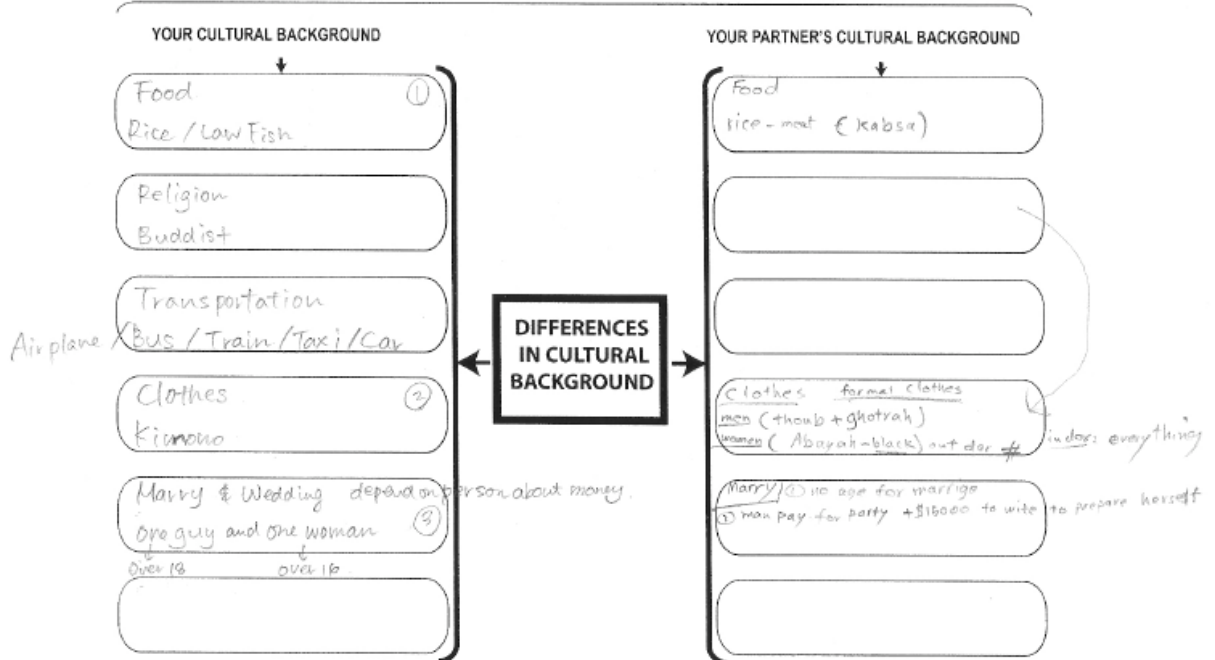 YOUR CULTURAL BACKGROUND
Food ①
Rice / Law Fish
Religion
Buddist
Transportation
Airplane / Bus / Train / Taxi / Car
Clothes ②
Kimono
Marry & Wedding depend on person about money.
one guy and one woman ③
over 18 over 16
DIFFERENCES
IN CULTURAL
BACKGROUND
YOUR PARTNER'S CULTURAL BACKGROUND
Food
rice - meat (Kabsa)
Clothes formal clothes
men (thoub + ghotrah)
women ( Abayah - black) out dor # in dor: everything
Marry ① no age for marrige
② man pay for party + $15000 to wife to prepare herself